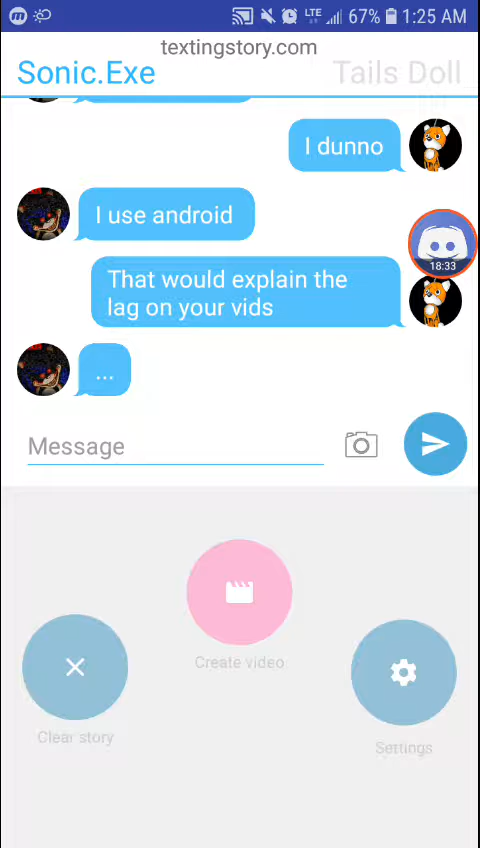 LTE 67% 1:25 AM
textingstory.com
Sonic.Exe Tails Doll
I dunno
I use android
18:33
That would explain the
lag on your vids
...
Message
Create video
Clear story
Settings